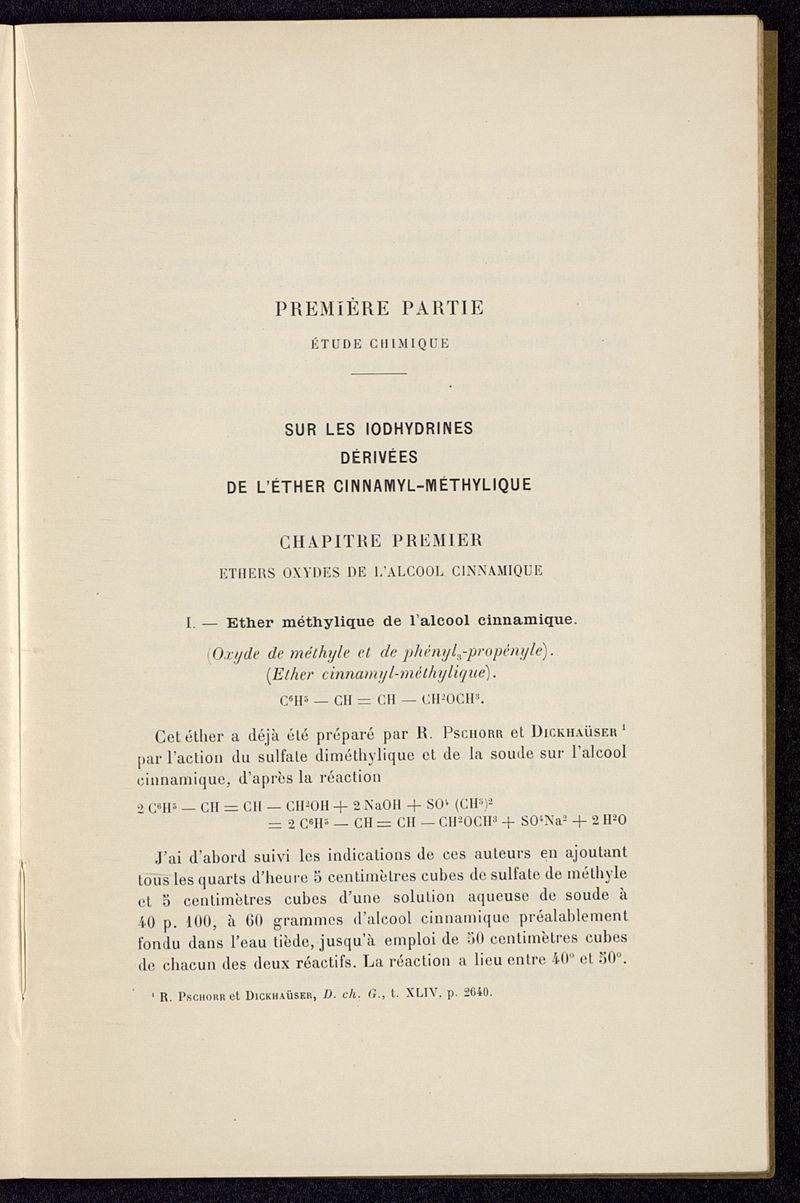 PREMIÈRE PARTIE
ÉTUDE CHIMIQUE
SUR LES IODHYDRINES
DÉRIVÉES
DE L'ÉTHER CINNAMYL-MÉTHYLIQUE
CHAPITRE PREMIER
ETHERS OXYDES DE L'ALCOOL CINNAMIQUE
I. — Ether méthylique de l'alcool cinnamique.
(Oxyde de méthyle et de phényl₃-propényle).
(Ether cinnamyl-méthylique).
C⁶H⁵ — CH = CH — CH²OCH³.
Cet éther a déjà été préparé par R. PSCHORR et DICKHAÜSER ¹
par l'action du sulfate diméthylique et de la soude sur l'alcool
cinnamique, d'après la réaction
2 C⁶H⁵ — CH = CH — CH²OH + 2 NaOH + SO⁴ (CH³)²
= 2 C⁶H⁵ — CH = CH — CH²OCH³ + SO⁴Na² + 2 H²O
J'ai d'abord suivi les indications de ces auteurs en ajoutant
tous les quarts d'heure 5 centimètres cubes de sulfate de méthyle
et 5 centimètres cubes d'une solution aqueuse de soude à
40 p. 100, à 60 grammes d'alcool cinnamique préalablement
fondu dans l'eau tiède, jusqu'à emploi de 50 centimètres cubes
de chacun des deux réactifs. La réaction a lieu entre 40° et 50°.
¹ R. PSCHORR et DICKHAÜSER, D. ch. G., t. XLIV, p. 2640.